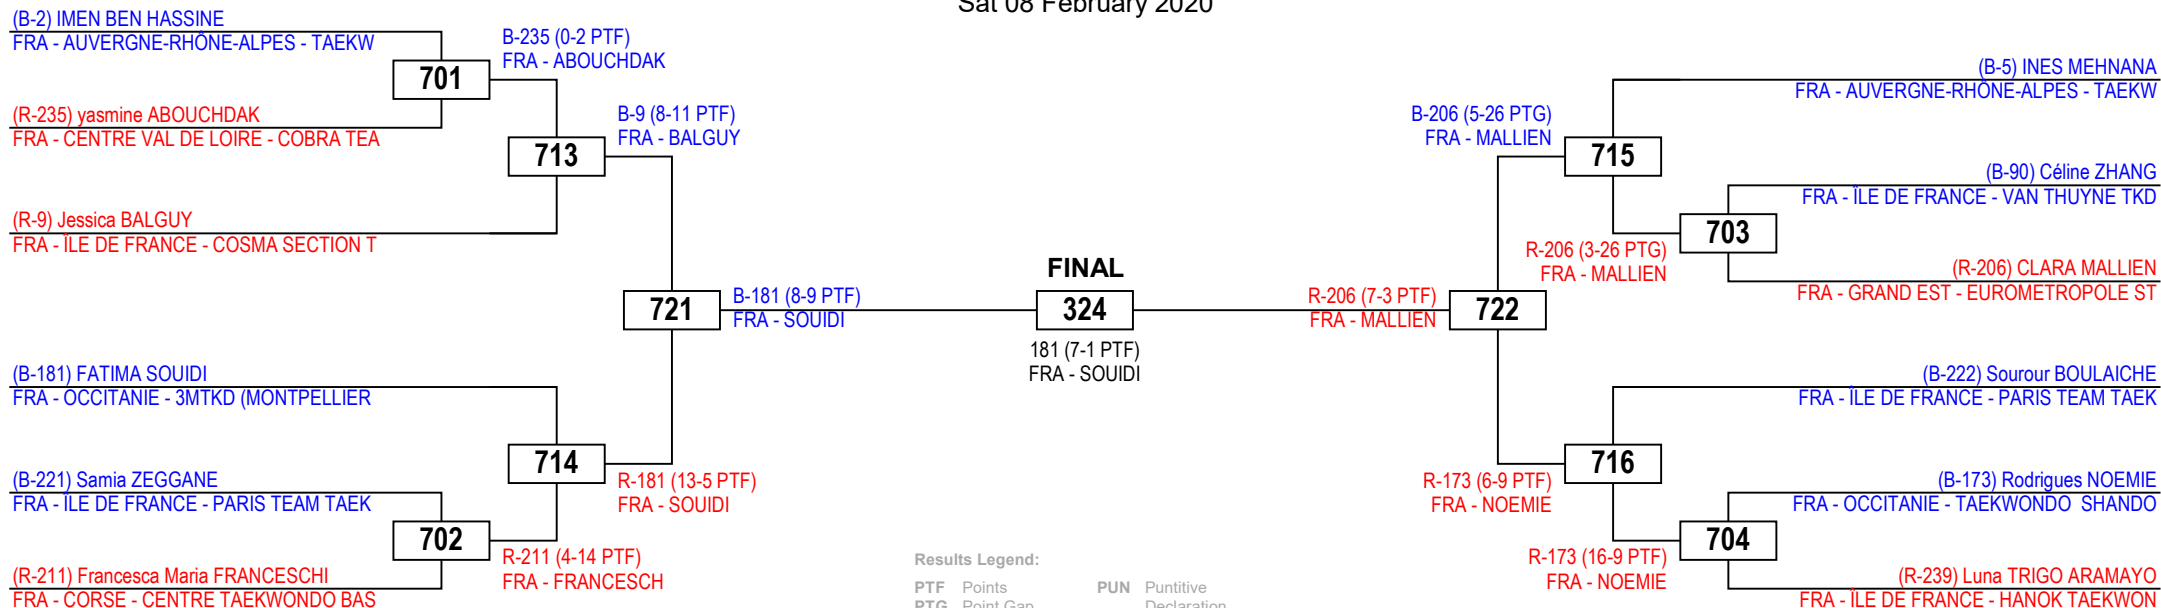 Sat 08 February 2020
(B-2) IMEN BEN HASSINE
FRA - AUVERGNE-RHÔNE-ALPES - TAEKW
701
B-235 (0-2 PTF)
FRA - ABOUCHDAK
(R-235) yasmine ABOUCHDAK
FRA - CENTRE VAL DE LOIRE - COBRA TEA
713
B-9 (8-11 PTF)
FRA - BALGUY
(R-9) Jessica BALGUY
FRA - ÎLE DE FRANCE - COSMA SECTION T
721
B-181 (8-9 PTF)
FRA - SOUIDI
(B-181) FATIMA SOUIDI
FRA - OCCITANIE - 3MTKD (MONTPELLIER
714
R-181 (13-5 PTF)
FRA - SOUIDI
(B-221) Samia ZEGGANE
FRA - ÎLE DE FRANCE - PARIS TEAM TAEK
702
R-211 (4-14 PTF)
FRA - FRANCESCH
(R-211) Francesca Maria FRANCESCHI
FRA - CORSE - CENTRE TAEKWONDO BAS
FINAL
324
181 (7-1 PTF)
FRA - SOUIDI
(B-5) INES MEHNANA
FRA - AUVERGNE-RHÔNE-ALPES - TAEKW
B-206 (5-26 PTG)
FRA - MALLIEN
715
(B-90) Céline ZHANG
FRA - ÎLE DE FRANCE - VAN THUYNE TKD
703
R-206 (3-26 PTG)
FRA - MALLIEN
(R-206) CLARA MALLIEN
FRA - GRAND EST - EUROMETROPOLE ST
R-206 (7-3 PTF)
FRA - MALLIEN
722
(B-222) Sourour BOULAICHE
FRA - ÎLE DE FRANCE - PARIS TEAM TAEK
716
R-173 (6-9 PTF)
FRA - NOEMIE
(B-173) Rodrigues NOEMIE
FRA - OCCITANIE - TAEKWONDO  SHANDO
704
R-173 (16-9 PTF)
FRA - NOEMIE
(R-239) Luna TRIGO ARAMAYO
FRA - ÎLE DE FRANCE - HANOK TAEKWON
Results Legend:
PTF Points PUN Puntitive
PTG Point Gap Declaration